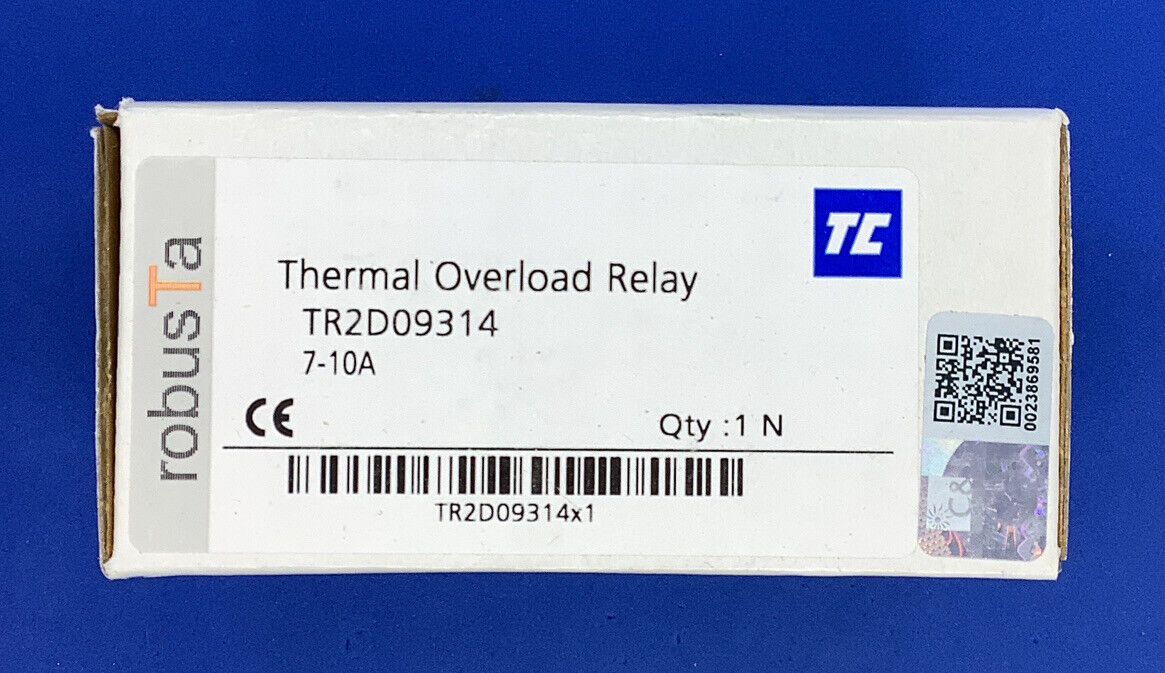 robusTa
TC
Thermal Overload Relay
TR2D09314
7-10A
CE
Qty :1 N
TR2D09314x1
0023869581
C&